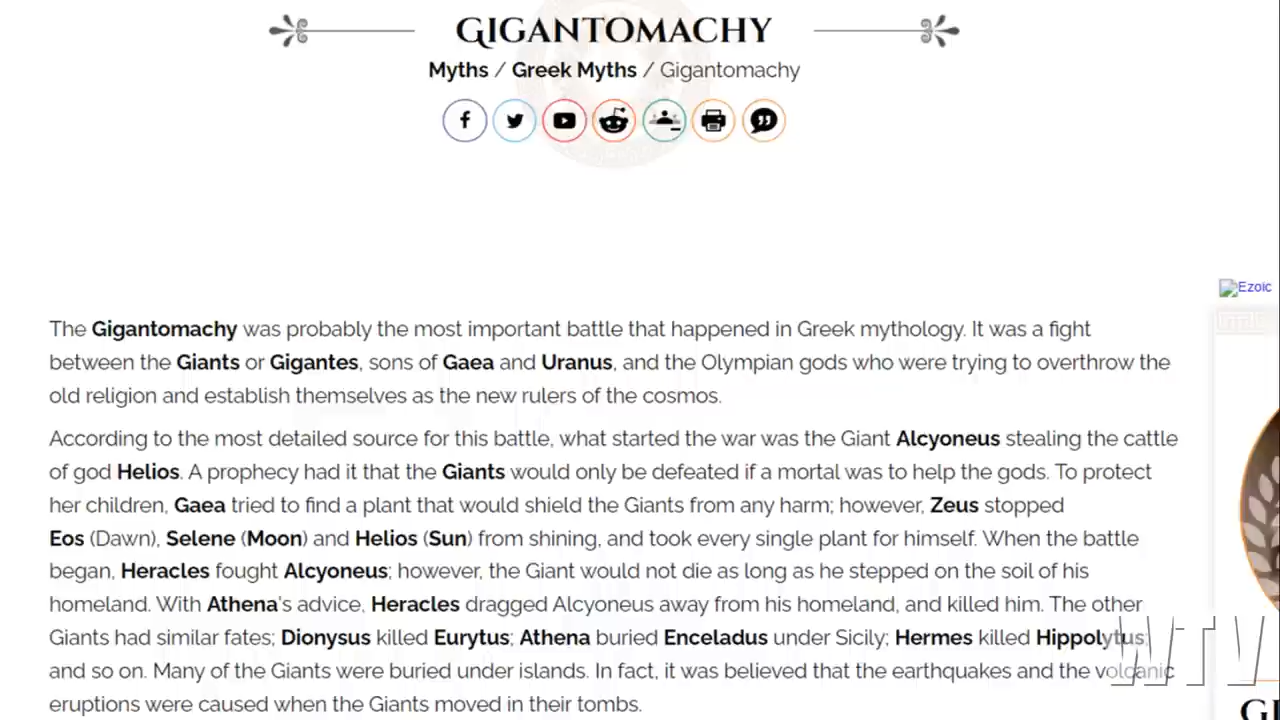 GIGANTOMACHY
Myths / Greek Myths / Gigantomachy
Ezoic
The Gigantomachy was probably the most important battle that happened in Greek mythology. It was a fight
between the Giants or Gigantes, sons of Gaea and Uranus, and the Olympian gods who were trying to overthrow the
old religion and establish themselves as the new rulers of the cosmos.
According to the most detailed source for this battle, what started the war was the Giant Alcyoneus stealing the cattle
of god Helios. A prophecy had it that the Giants would only be defeated if a mortal was to help the gods. To protect
her children, Gaea tried to find a plant that would shield the Giants from any harm; however, Zeus stopped
Eos (Dawn), Selene (Moon) and Helios (Sun) from shining, and took every single plant for himself. When the battle
began, Heracles fought Alcyoneus; however, the Giant would not die as long as he stepped on the soil of his
homeland. With Athena's advice, Heracles dragged Alcyoneus away from his homeland, and killed him. The other
Giants had similar fates; Dionysus killed Eurytus; Athena buried Enceladus under Sicily; Hermes killed Hippolytus;
and so on. Many of the Giants were buried under islands. In fact, it was believed that the earthquakes and the volcanic
eruptions were caused when the Giants moved in their tombs.
WTV
GI